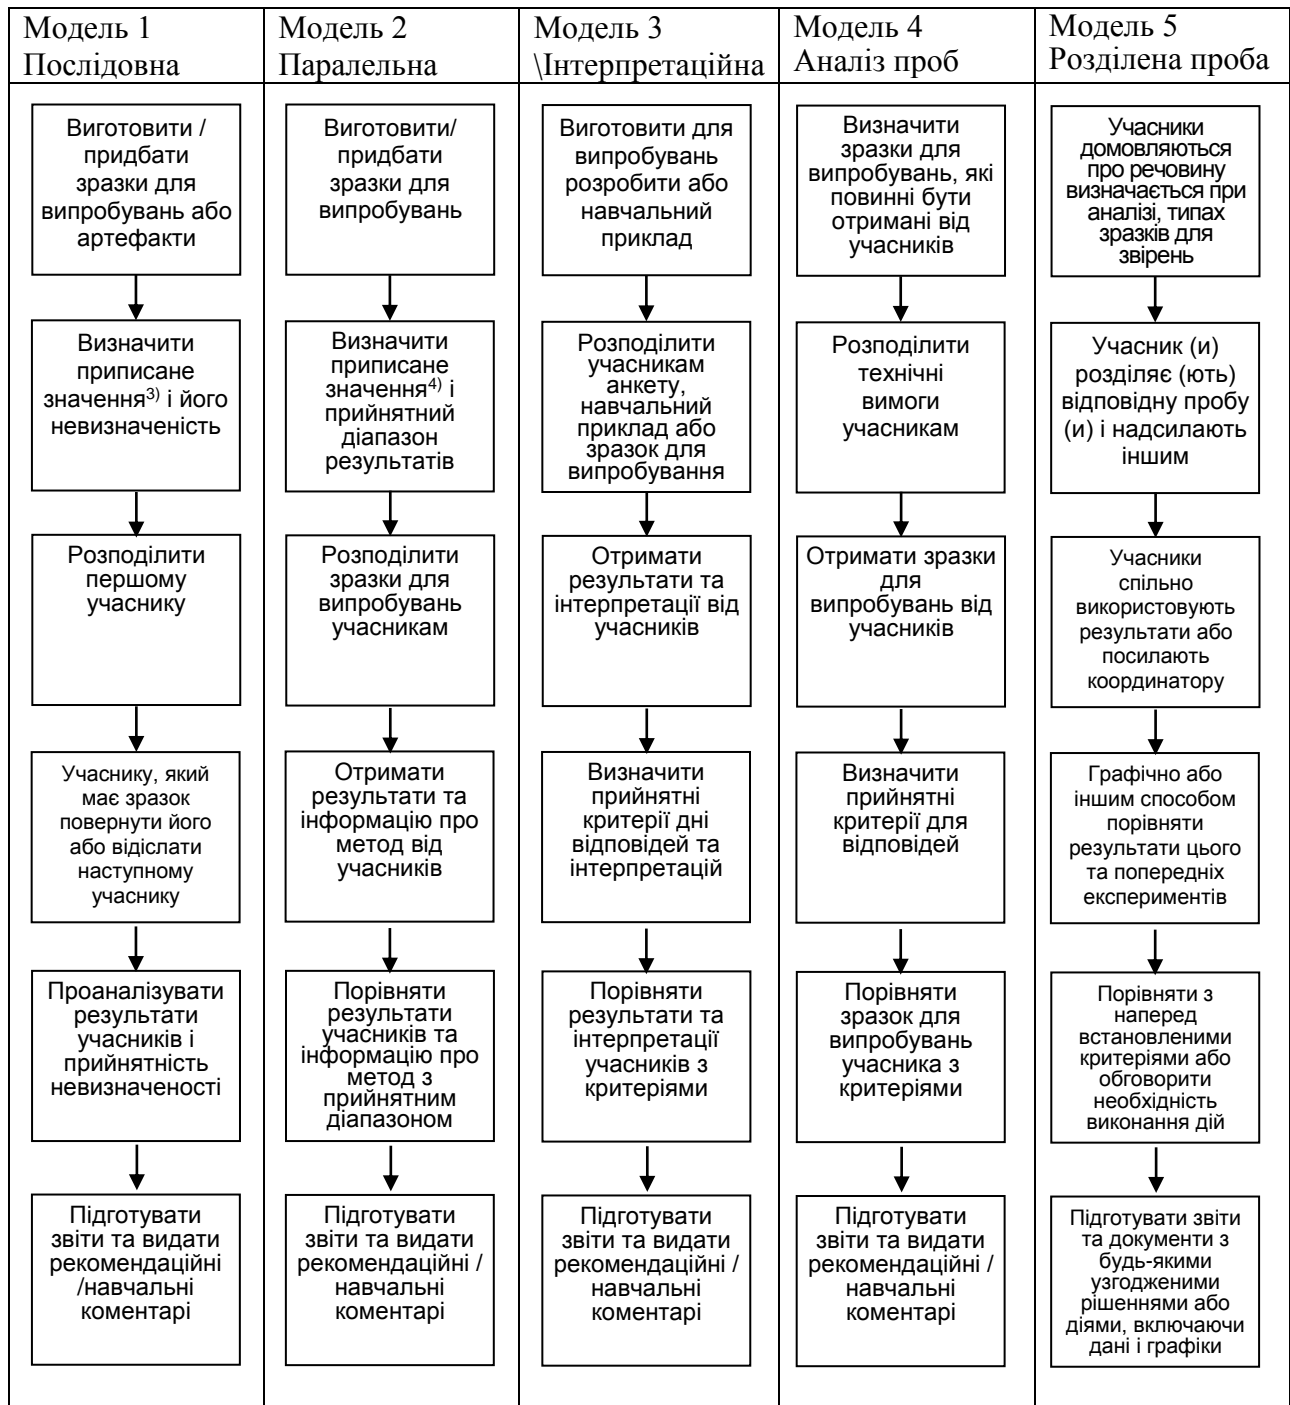 Модель 1
Послідовна
Виготовити /
придбати
зразки для
випробувань або
артефакти
Визначити
приписане
значення3) і його
невизначеність
Розподілити
першому
учаснику
Учаснику, який
має зразок
повернути його
або відіслати
наступному
учаснику
Проаналізувати
результати
учасників і
прийнятність
невизначеності
Підготувати
звіти та видати
рекомендаційні
/навчальні
коментарі
Модель 2
Паралельна
Виготовити/
придбати
зразки для
випробувань
Визначити
приписане
значення4) і
прийнятний
діапазон
результатів
Розподілити
зразки для
випробувань
учасникам
Отримати
результати та
інформацію про
метод від
учасників
Порівняти
результати
учасників та
інформацію про
метод з
прийнятним
діапазоном
Підготувати
звіти та видати
рекомендаційні /
навчальні
коментарі
Модель 3
\Інтерпретаційна
Виготовити для
випробувань
розробити або
навчальний
приклад
Розподілити
учасникам
анкету,
навчальний
приклад або
зразок для
випробування
Отримати
результати та
інтерпретації від
учасників
Визначити
прийнятні
критерії дні
відповідей та
інтерпретацій
Порівняти
результати та
інтерпретації
учасників з
критеріями
Підготувати
звіти та видати
рекомендаційні /
навчальні
коментарі
Модель 4
Аналіз проб
Визначити
зразки для
випробувань, які
повинні бути
отримані від
учасників
Розподілити
технічні
вимоги
учасникам
Отримати зразки
для
випробувань від
учасників
Визначити
прийнятні
критерії для
відповідей
Порівняти
зразок для
випробувань
учасника з
критеріями
Підготувати
звіти та видати
рекомендаційні /
навчальні
коментарі
Модель 5
Розділена проба
Учасники
домовляються
про речовину
визначається при
аналізі, типах
зразків для
звірень
Учасник (и)
розділяє (ють)
відповідну пробу
(и) і надсилають
іншим
Учасники
спільно
використовують
результати або
посилають
координатору
Графічно або
іншим способом
порівняти
результати цього
та попередніх
експериментів
Порівняти з
наперед
встановленими
критеріями або
обговорити
необхідність
виконання дій
Підготувати звіти
та документи з
будь-якими
узгодженими
рішеннями або
діями, включаючи
дані і графіки